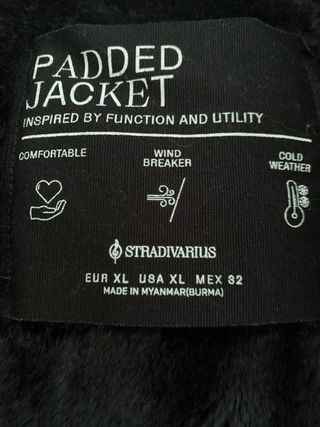 PADDED
JACKET
INSPIRED BY FUNCTION AND UTILITY
COMFORTABLE
WIND
BREAKER
COLD
WEATHER
STRADIVARIUS
EUR XL USA XL MEX 32
MADE IN MYANMAR(BURMA)